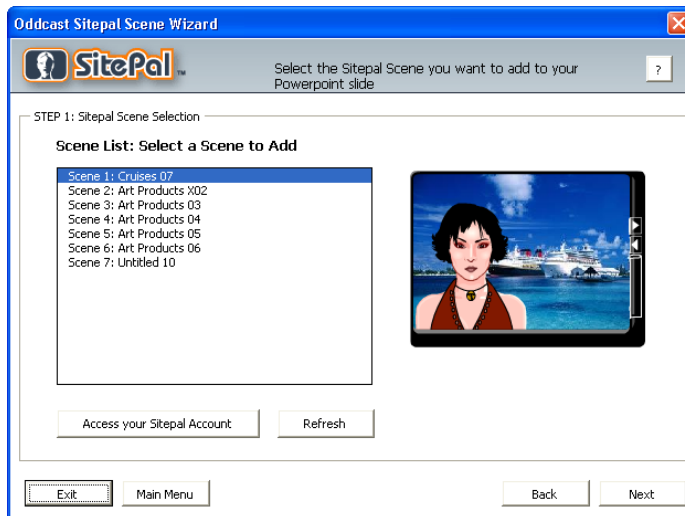 Oddcast Sitepal Scene Wizard
SitePal™
Select the Sitepal Scene you want to add to your
Powerpoint slide
?
STEP 1: Sitepal Scene Selection
Scene List: Select a Scene to Add
Scene 1: Cruises 07
Scene 2: Art Products X02
Scene 3: Art Products 03
Scene 4: Art Products 04
Scene 5: Art Products 05
Scene 6: Art Products 06
Scene 7: Untitled 10
Access your Sitepal Account
Refresh
Exit
Main Menu
Back
Next